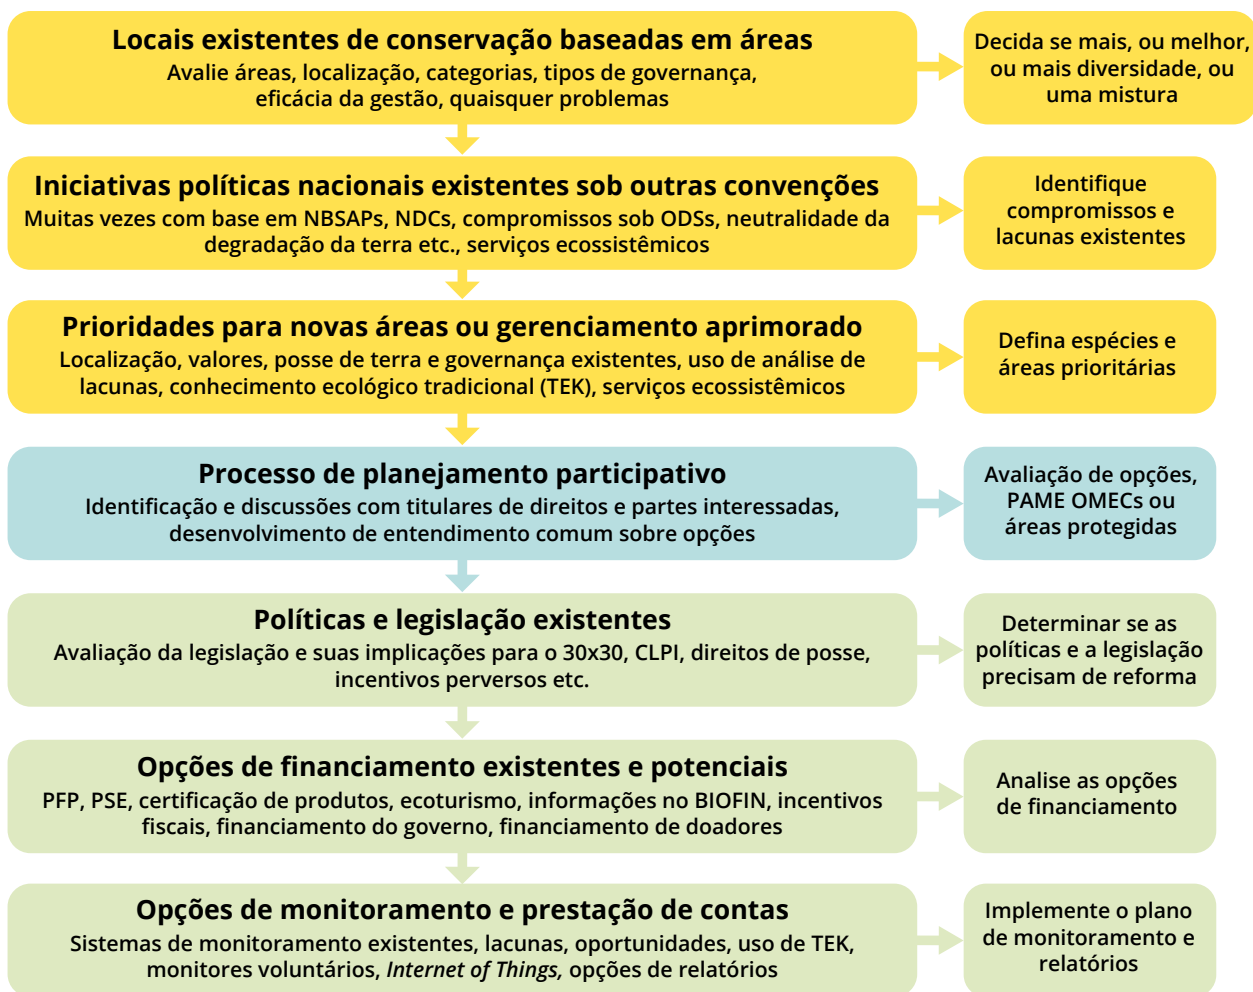 Locais existentes de conservação baseadas em áreas
Avalie áreas, localização, categorias, tipos de governança,
eficácia da gestão, quaisquer problemas
Decida se mais, ou melhor,
ou mais diversidade, ou
uma mistura
Iniciativas políticas nacionais existentes sob outras convenções
Muitas vezes com base em NBSAPs, NDCs, compromissos sob ODSs, neutralidade da
degradação da terra etc., serviços ecossistêmicos
Identifique
compromissos e
lacunas existentes
Prioridades para novas áreas ou gerenciamento aprimorado
Localização, valores, posse de terra e governança existentes, uso de análise de
lacunas, conhecimento ecológico tradicional (TEK), serviços ecossistêmicos
Defina espécies e
áreas prioritárias
Processo de planejamento participativo
Identificação e discussões com titulares de direitos e partes interessadas,
desenvolvimento de entendimento comum sobre opções
Avaliação de opções,
PAME OMECs ou
áreas protegidas
Políticas e legislação existentes
Avaliação da legislação e suas implicações para o 30x30, CLPI, direitos de posse,
incentivos perversos etc.
Determinar se as
políticas e a legislação
precisam de reforma
Opções de financiamento existentes e potenciais
PFP, PSE, certificação de produtos, ecoturismo, informações no BIOFIN, incentivos
fiscais, financiamento do governo, financiamento de doadores
Analise as opções
de financiamento
Opções de monitoramento e prestação de contas
Sistemas de monitoramento existentes, lacunas, oportunidades, uso de TEK,
monitores voluntários, Internet of Things, opções de relatórios
Implemente o plano
de monitoramento e
relatórios